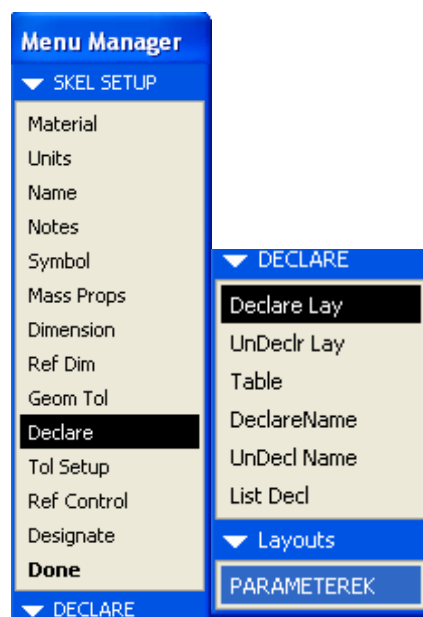 Menu Manager
SKEL SETUP
Material
Units
Name
Notes
Symbol
Mass Props
Dimension
Ref Dim
Geom Tol
Declare
Tol Setup
Ref Control
Designate
Done
DECLARE
DECLARE
Declare Lay
UnDeclr Lay
Table
DeclareName
UnDecl Name
List Decl
Layouts
PARAMETEREK